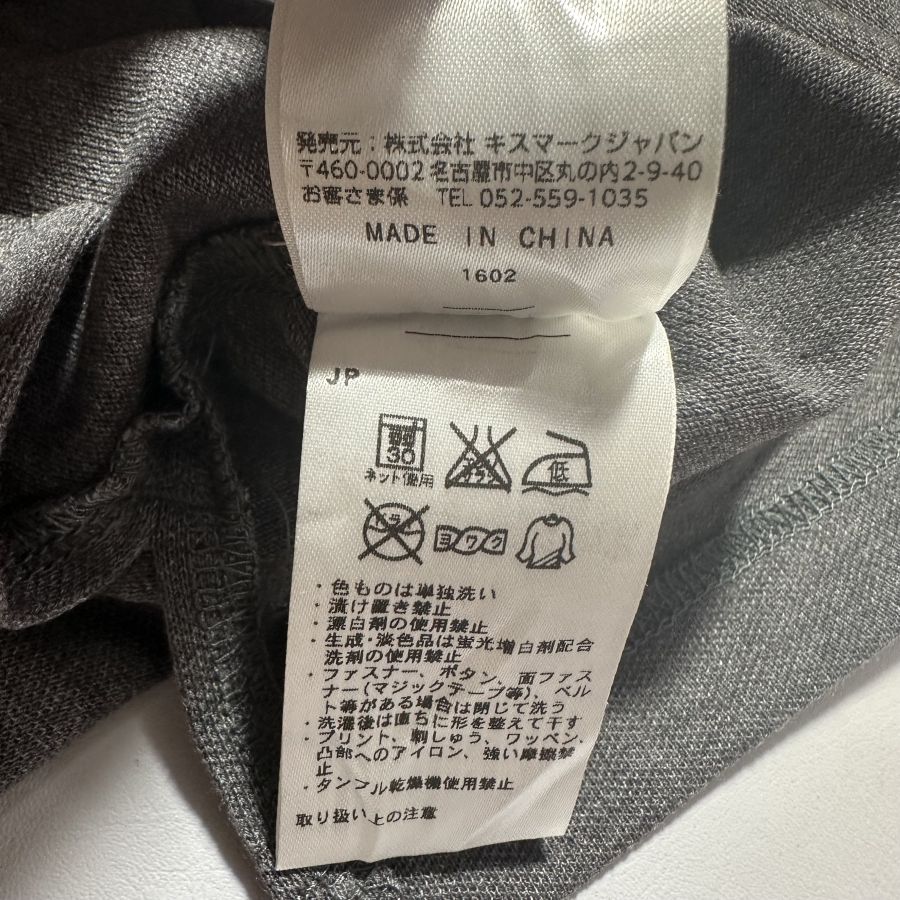 発売元：株式会社 キスマークジャパン
〒460-0002 名古屋市中区丸の内2-9-40
お客さま係 TEL 052-559-1035
MADE IN CHINA
1602
JP
30
ネット使用
エンソ
低
ドライ
ヨワク
・色ものは単独洗い
・漬け置き禁止
・漂白剤の使用禁止
・生成・淡色品は蛍光増白剤配合
洗剤の使用禁止
・ファスナー、ボタン、面ファス
ナー(マジックテープ等)、ベル
ト等がある場合は閉じて洗う
・洗濯後は直ちに形を整えて干す
・プリント、刺しゅう、ワッペン、
凸部へのアイロン、強い摩擦禁
止
・タンブル乾燥機使用禁止
取り扱い上の注意